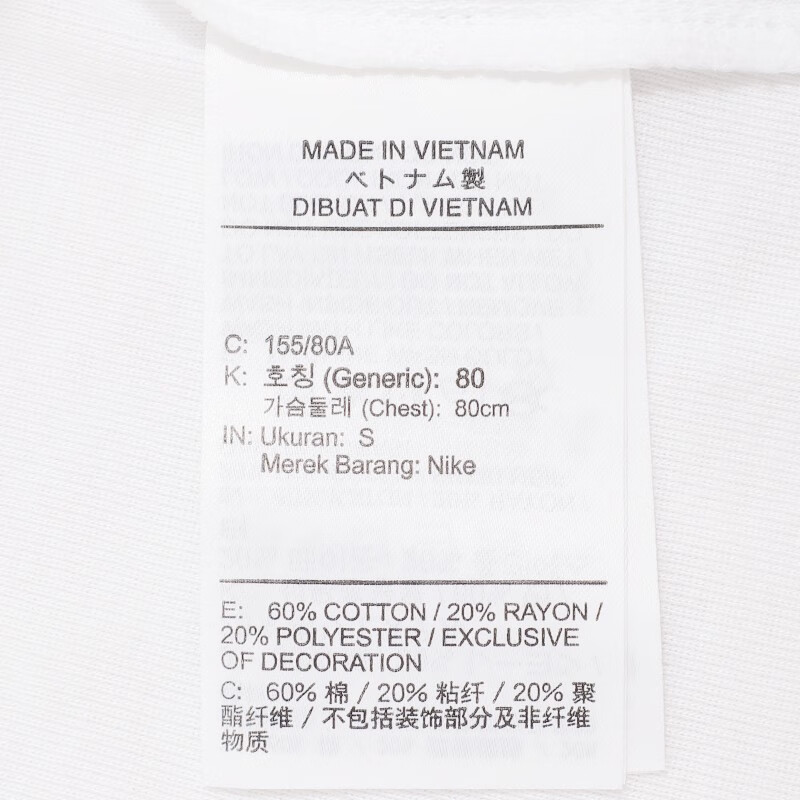 MADE IN VIETNAM
ベトナム製
DIBUAT DI VIETNAM
C: 155/80A
K: 호칭 (Generic): 80
가슴둘레 (Chest): 80cm
IN: Ukuran: S
Merek Barang: Nike
E: 60% COTTON / 20% RAYON /
20% POLYESTER / EXCLUSIVE
OF DECORATION
C: 60% 棉 / 20% 粘纤 / 20% 聚
酯纤维 / 不包括装饰部分及非纤维
物质